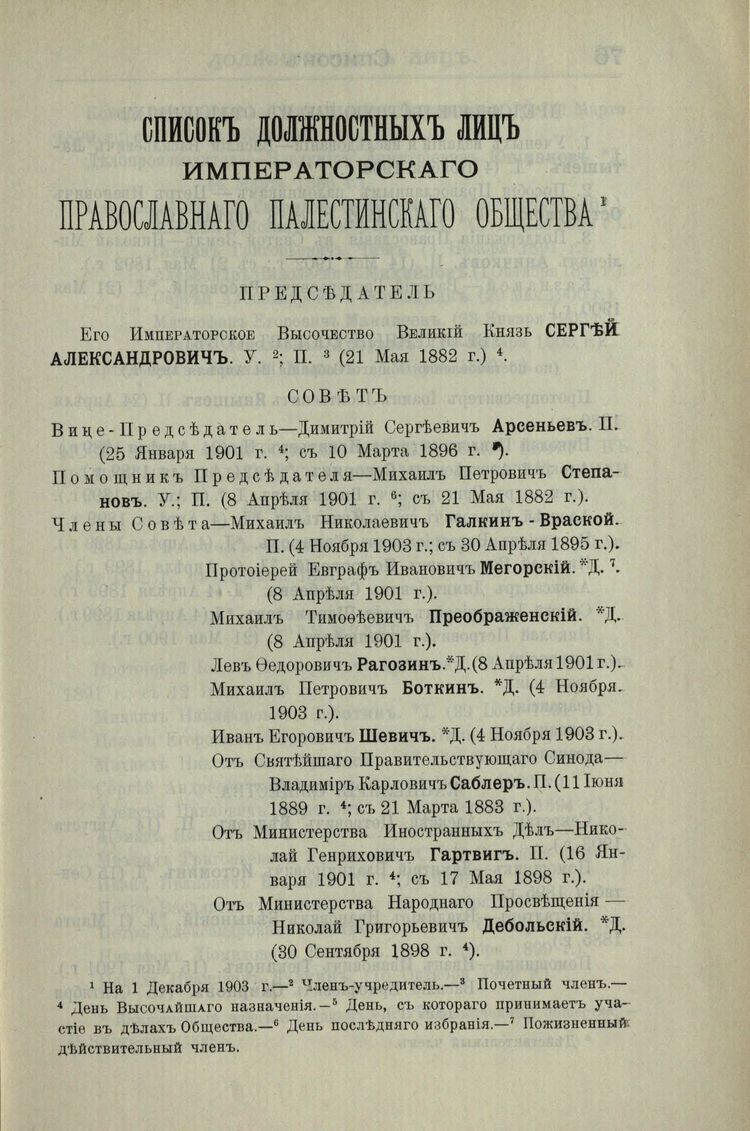 СПИСОКЪ ДОЛЖНОСТНЫХЪ ЛИЦЪ
ИМПЕРАТОРСКАГО
ПРАВОСЛАВНАГО ПАЛЕСТИНСКАГО ОБЩЕСТВА ¹
ПРЕДСѢДАТЕЛЬ
Его Императорское Высочество Великій Князь СЕРГѢЙ
АЛЕКСАНДРОВИЧЪ. У. ²; П. ³ (21 Мая 1882 г.) ⁴.
СОВѢТЪ
Вице-Предсѣдатель—Димитрій Сергѣевичъ Арсеньевъ. П.
(25 Января 1901 г. ⁴; съ 10 Марта 1896 г. ⁵).
Помощникъ Предсѣдателя—Михаилъ Петровичъ Степа-
новъ. У.; П. (8 Апрѣля 1901 г. ⁶; съ 21 Мая 1882 г.).
Члены Совѣта—Михаилъ Николаевичъ Галкинъ-Враской.
П. (4 Ноября 1903 г.; съ 30 Апрѣля 1895 г.).
Протоіерей Евграфъ Ивановичъ Мегорскій. *Д. ⁷.
(8 Апрѣля 1901 г.).
Михаилъ Тимоѳѣевичъ Преображенскій. *Д.
(8 Апрѣля 1901 г.).
Левъ Ѳедоровичъ Рагозинъ. *Д. (8 Апрѣля 1901 г.).
Михаилъ Петровичъ Боткинъ. *Д. (4 Ноября
1903 г.).
Иванъ Егоровичъ Шевичъ. *Д. (4 Ноября 1903 г.).
Отъ Святѣйшаго Правительствующаго Синода—
Владиміръ Карловичъ Саблеръ. П. (11 Іюня
1889 г. ⁴; съ 21 Марта 1883 г.).
Отъ Министерства Иностранныхъ Дѣлъ—Нико-
лай Генриховичъ Гартвигъ. П. (16 Ян-
варя 1901 г. ⁴; съ 17 Мая 1898 г.).
Отъ Министерства Народнаго Просвѣщенія —
Николай Григорьевичъ Дебольскій. *Д.
(30 Сентября 1898 г. ⁴).
¹ На 1 Декабря 1903 г.—² Членъ-учредитель.—³ Почетный членъ.—
⁴ День Высочайшаго назначенія.—⁵ День, съ котораго принимаетъ уча-
стіе въ дѣлахъ Общества.—⁶ День послѣдняго избранія.—⁷ Пожизненный
дѣйствительный членъ.